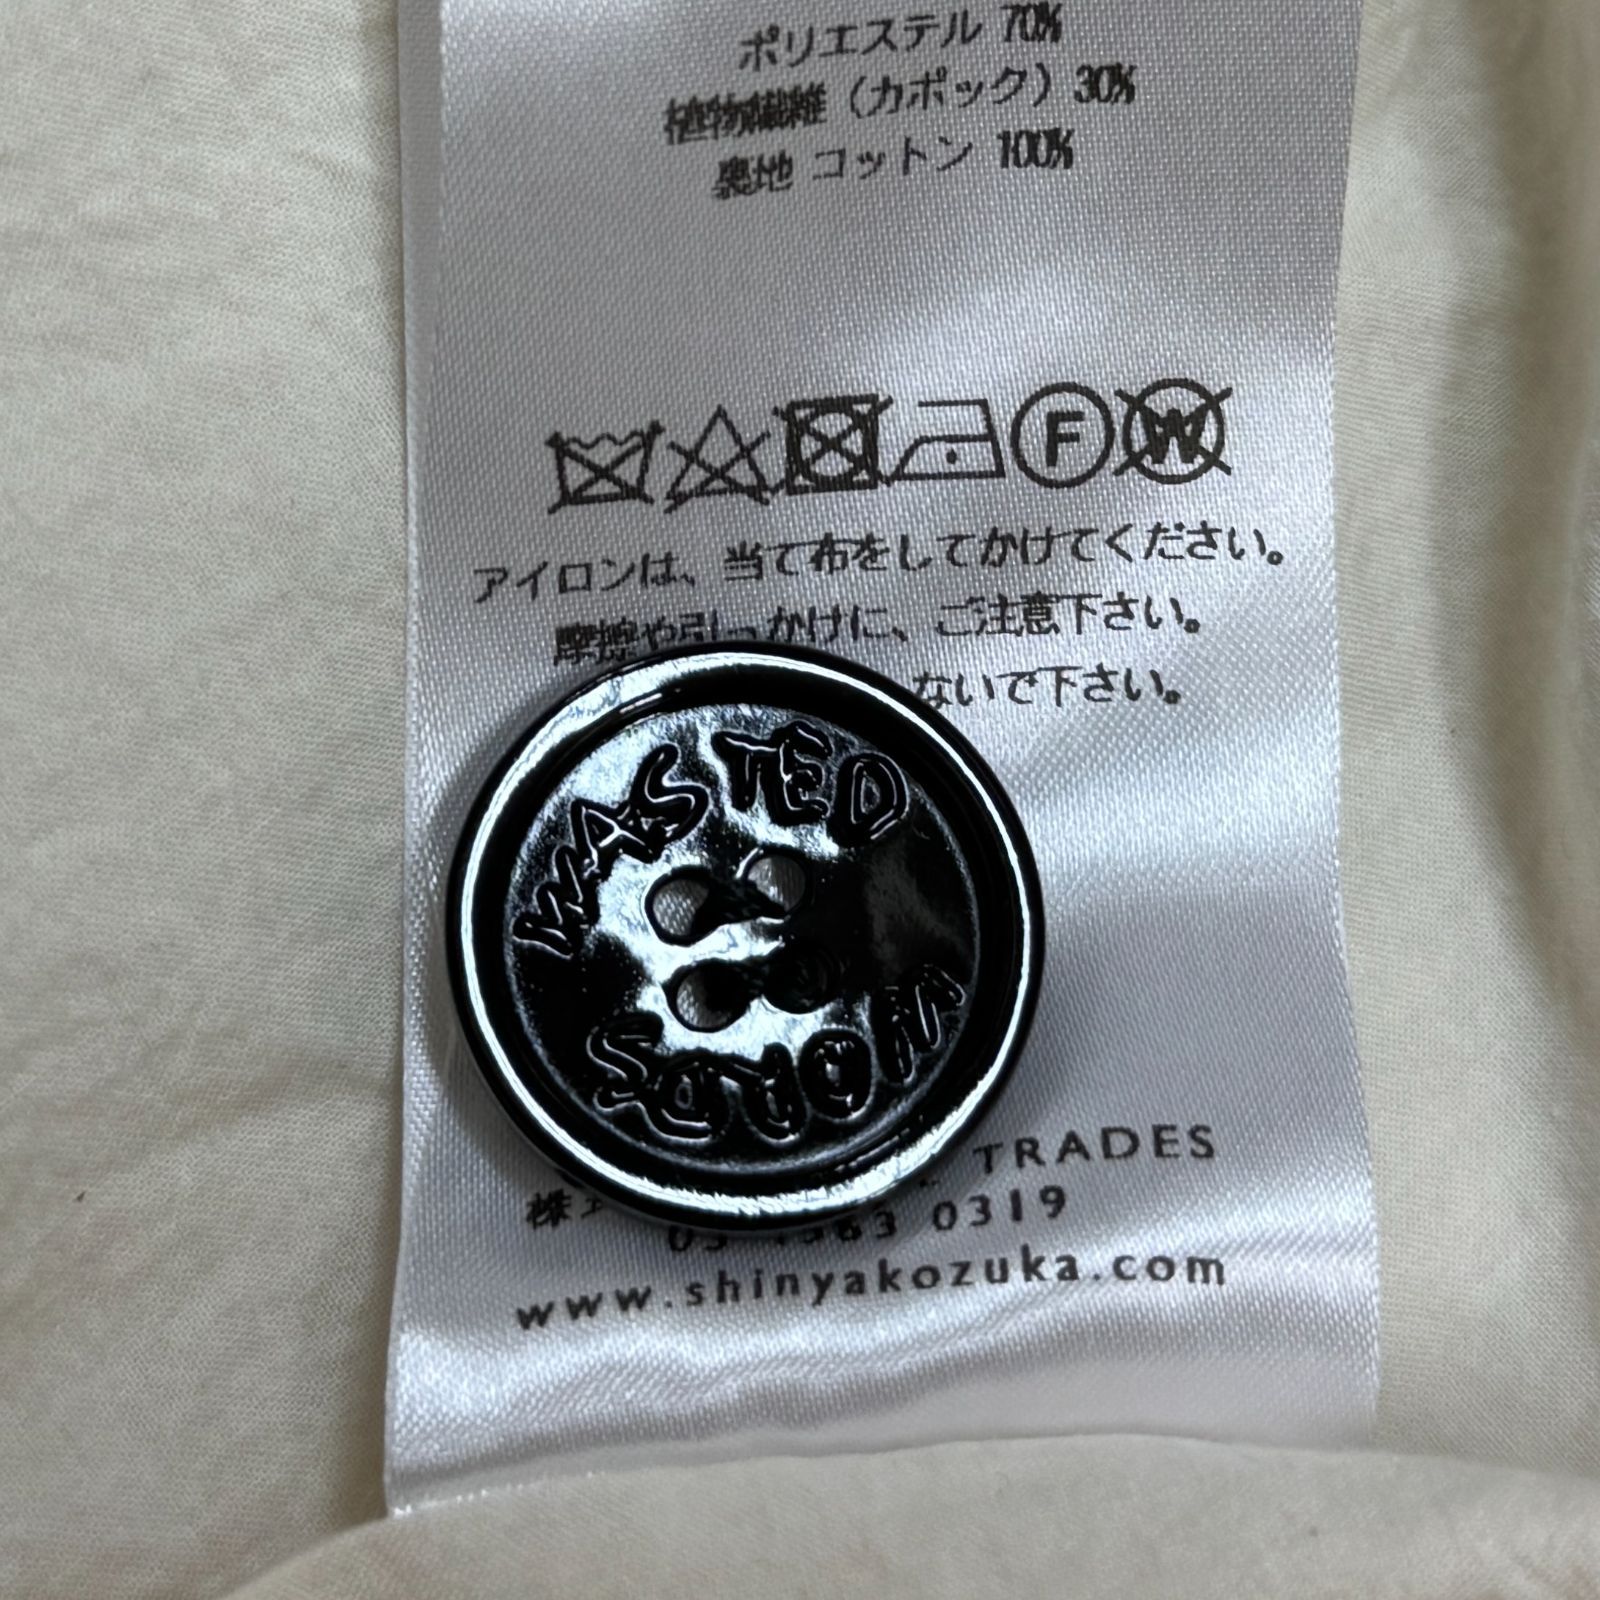 ポリエステル 70%
植物繊維（カポック）30%
裏地 コットン 100%
F W
アイロンは、当て布をしてかけてください。
摩擦や引っかけに、ご注意下さい。
ないで下さい。
WASTED
WORDS
TRADES
0319
www.shinyakozuka.com